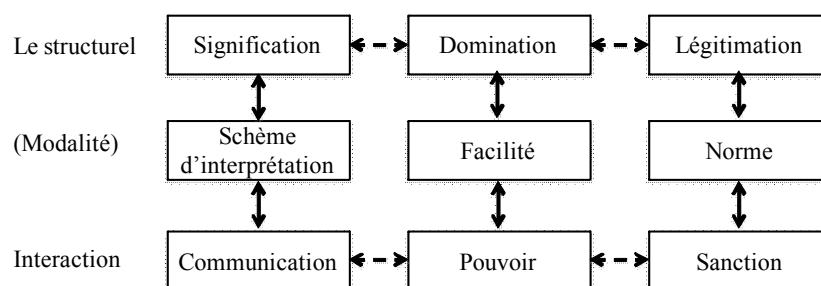 Le structurel Signification Domination Légitimation
(Modalité) Schème d'interprétation Facilité Norme
Interaction Communication Pouvoir Sanction